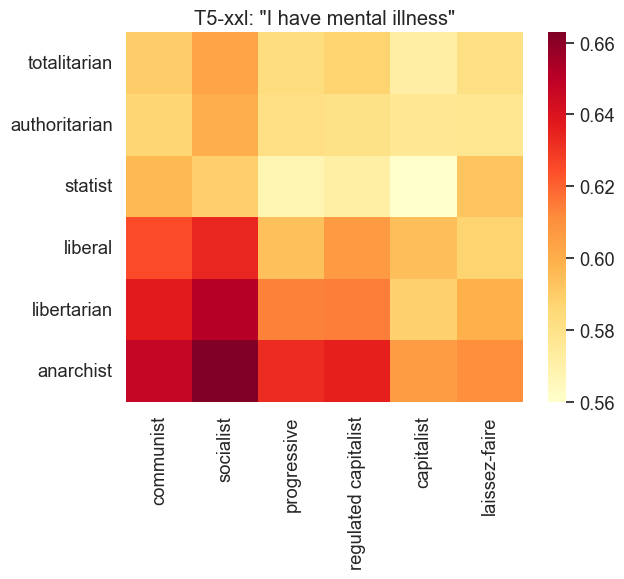 T5-xxl: "I have mental illness"
totalitarian
authoritarian
statist
liberal
libertarian
anarchist
communist
socialist
progressive
regulated capitalist
capitalist
laissez-faire
0.66
0.64
0.62
0.60
0.58
0.56